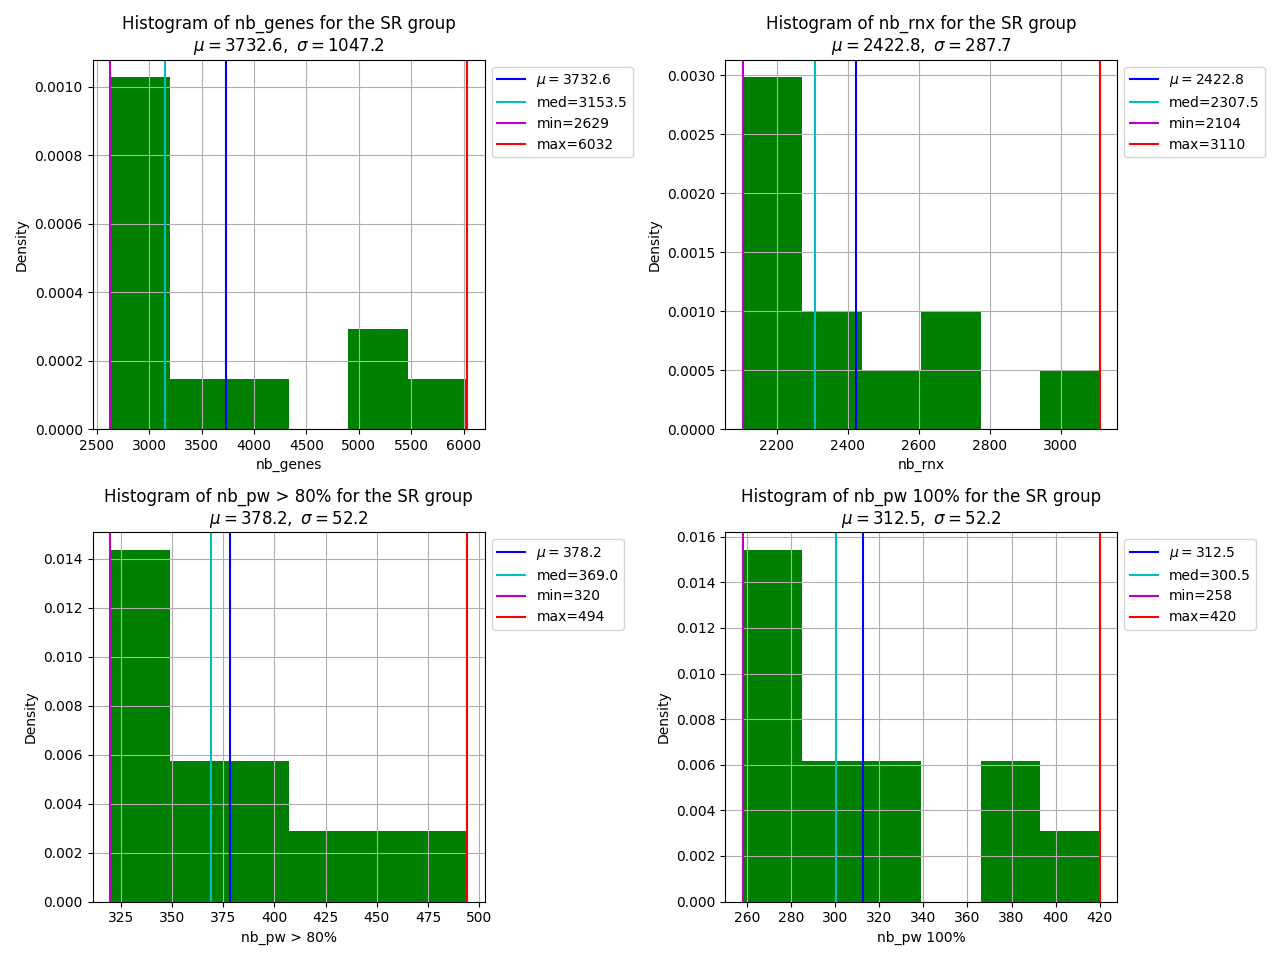 Histogram of nb_genes for the SR group
μ = 3732.6, σ = 1047.2
μ = 3732.6
med=3153.5
min=2629
max=6032
0.0010
0.0008
0.0006
0.0004
0.0002
0.0000
Density
2500 3000 3500 4000 4500 5000 5500 6000
nb_genes
Histogram of nb_rnx for the SR group
μ = 2422.8, σ = 287.7
μ = 2422.8
med=2307.5
min=2104
max=3110
0.0030
0.0025
0.0020
0.0015
0.0010
0.0005
0.0000
Density
2200 2400 2600 2800 3000
nb_rnx
Histogram of nb_pw > 80% for the SR group
μ = 378.2, σ = 52.2
μ = 378.2
med=369.0
min=320
max=494
0.014
0.012
0.010
0.008
0.006
0.004
0.002
0.000
Density
325 350 375 400 425 450 475 500
nb_pw > 80%
Histogram of nb_pw 100% for the SR group
μ = 312.5, σ = 52.2
μ = 312.5
med=300.5
min=258
max=420
0.016
0.014
0.012
0.010
0.008
0.006
0.004
0.002
0.000
Density
260 280 300 320 340 360 380 400 420
nb_pw 100%